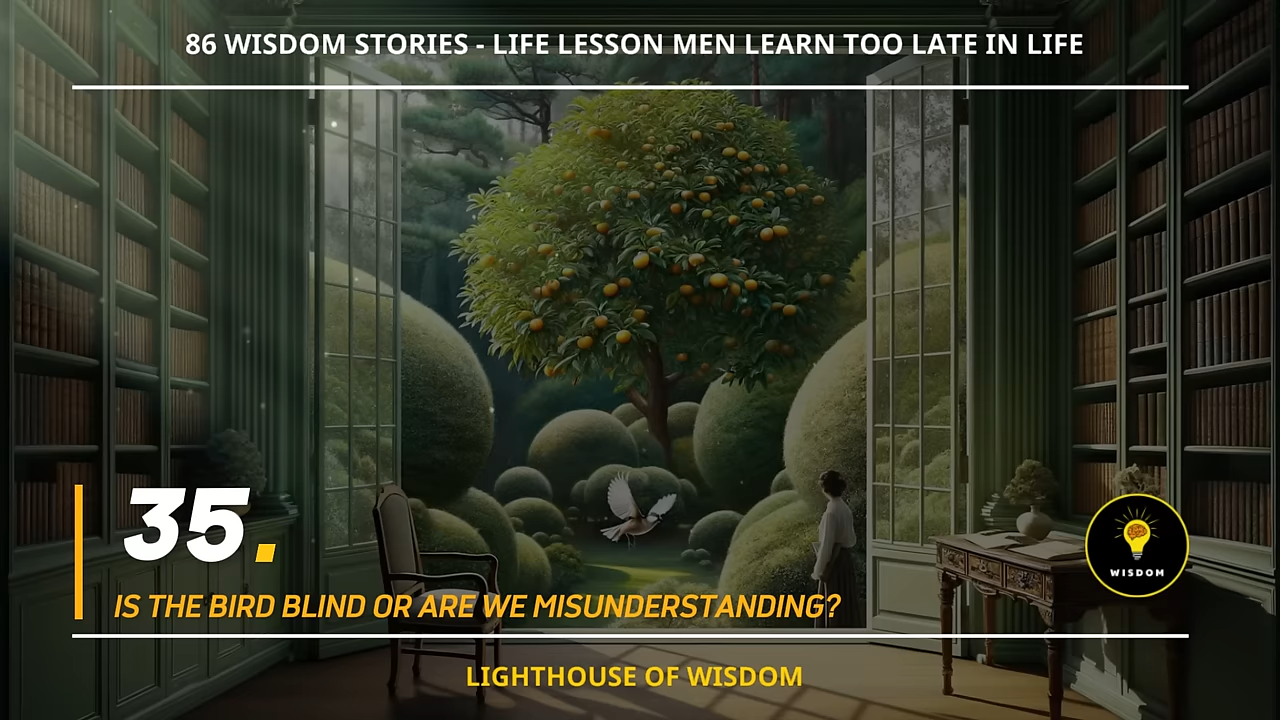 86 WISDOM STORIES - LIFE LESSON MEN LEARN TOO LATE IN LIFE
35.
IS THE BIRD BLIND OR ARE WE MISUNDERSTANDING?
WISDOM
LIGHTHOUSE OF WISDOM